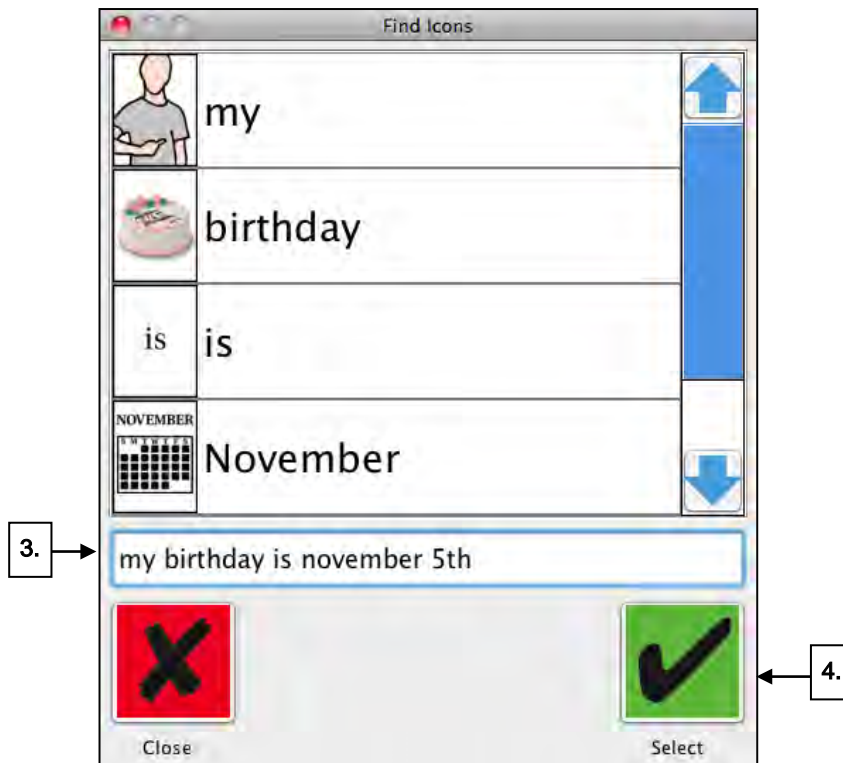 Find Icons
my
birthday
is is
NOVEMBER
S M T W T F S
November
3.
my birthday is november 5th
4.
Close Select